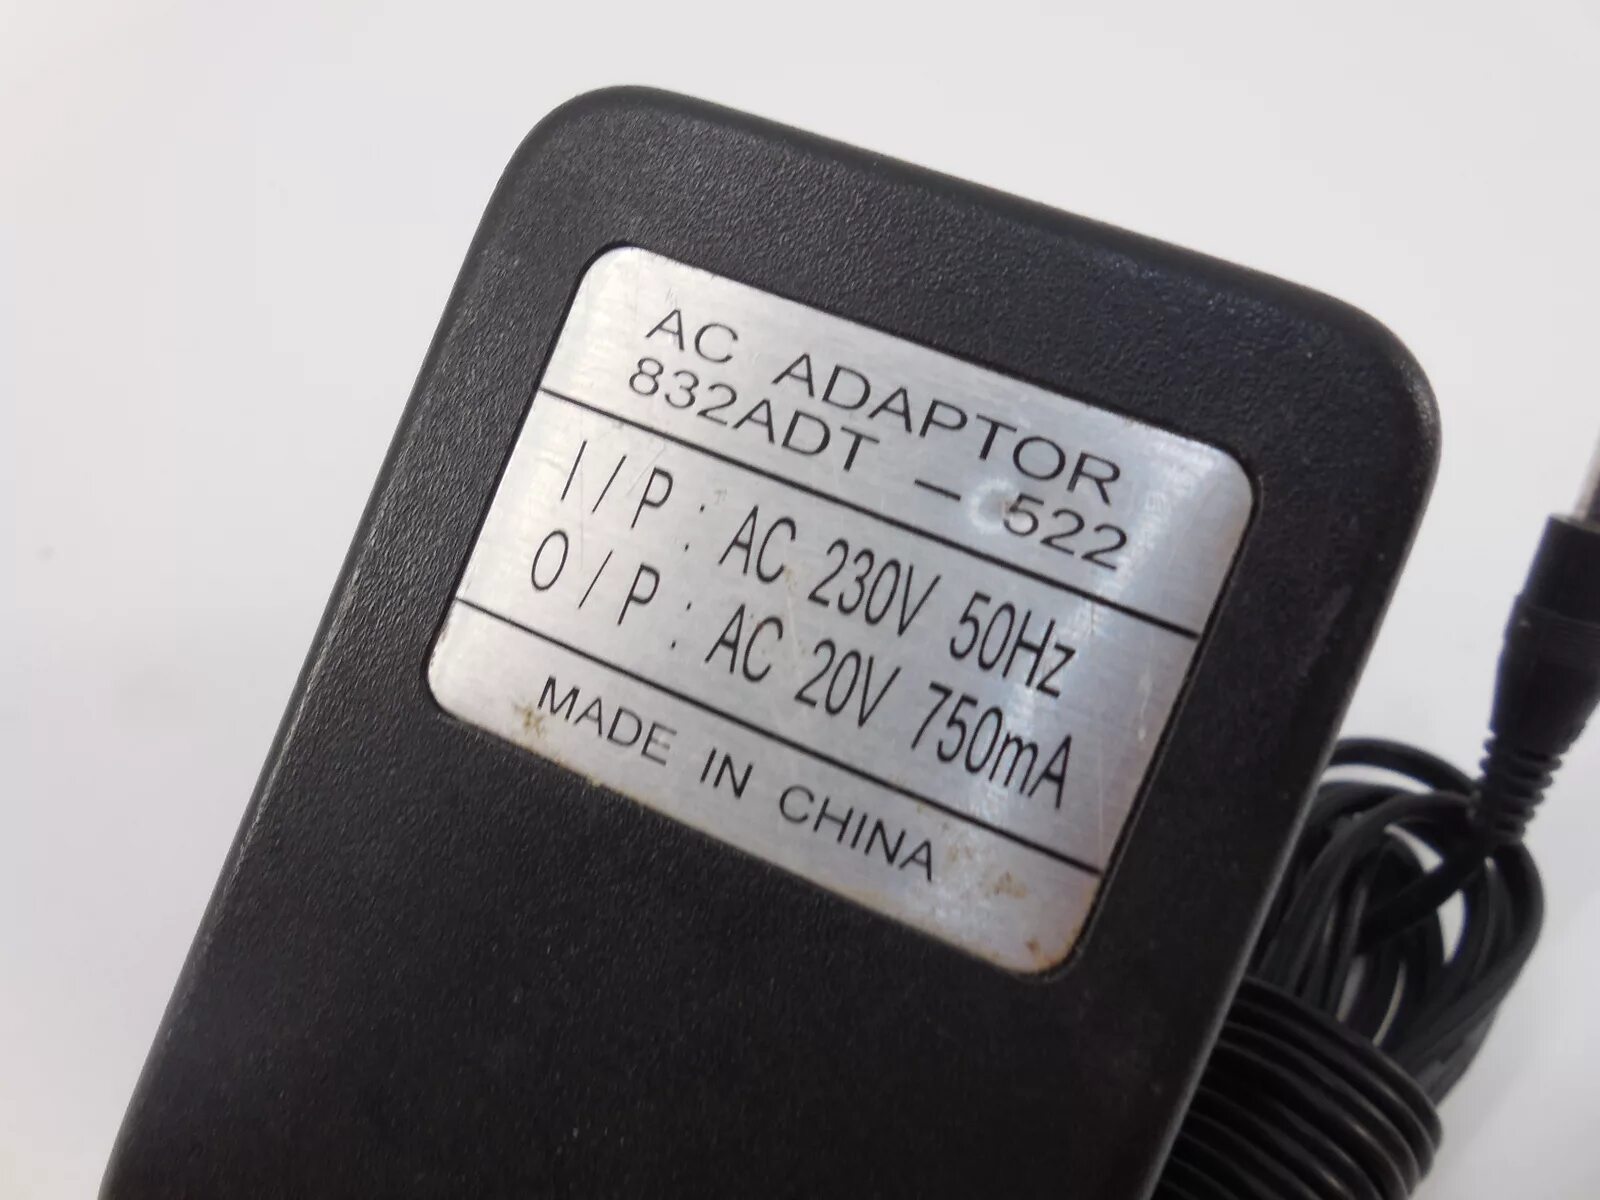 AC ADAPTOR
832ADT - 522
I/P : AC 230V 50Hz
O/P : AC 20V 750mA
MADE IN CHINA